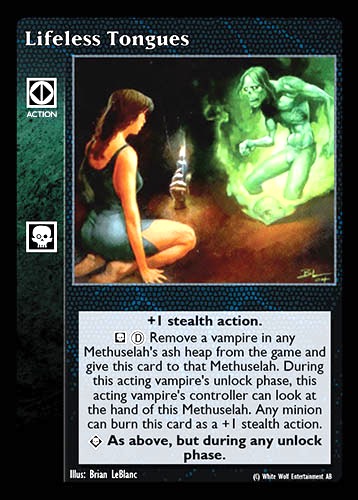 Lifeless Tongues
ACTION
+1 stealth action.
Ⓓ Remove a vampire in any
Methuselah's ash heap from the game and
give this card to that Methuselah. During
this acting vampire's unlock phase, this
acting vampire's controller can look at
the hand of this Methuselah. Any minion
can burn this card as a +1 stealth action.
As above, but during any unlock
phase.
Illus: Brian LeBlanc
(C) White Wolf Entertainment AB